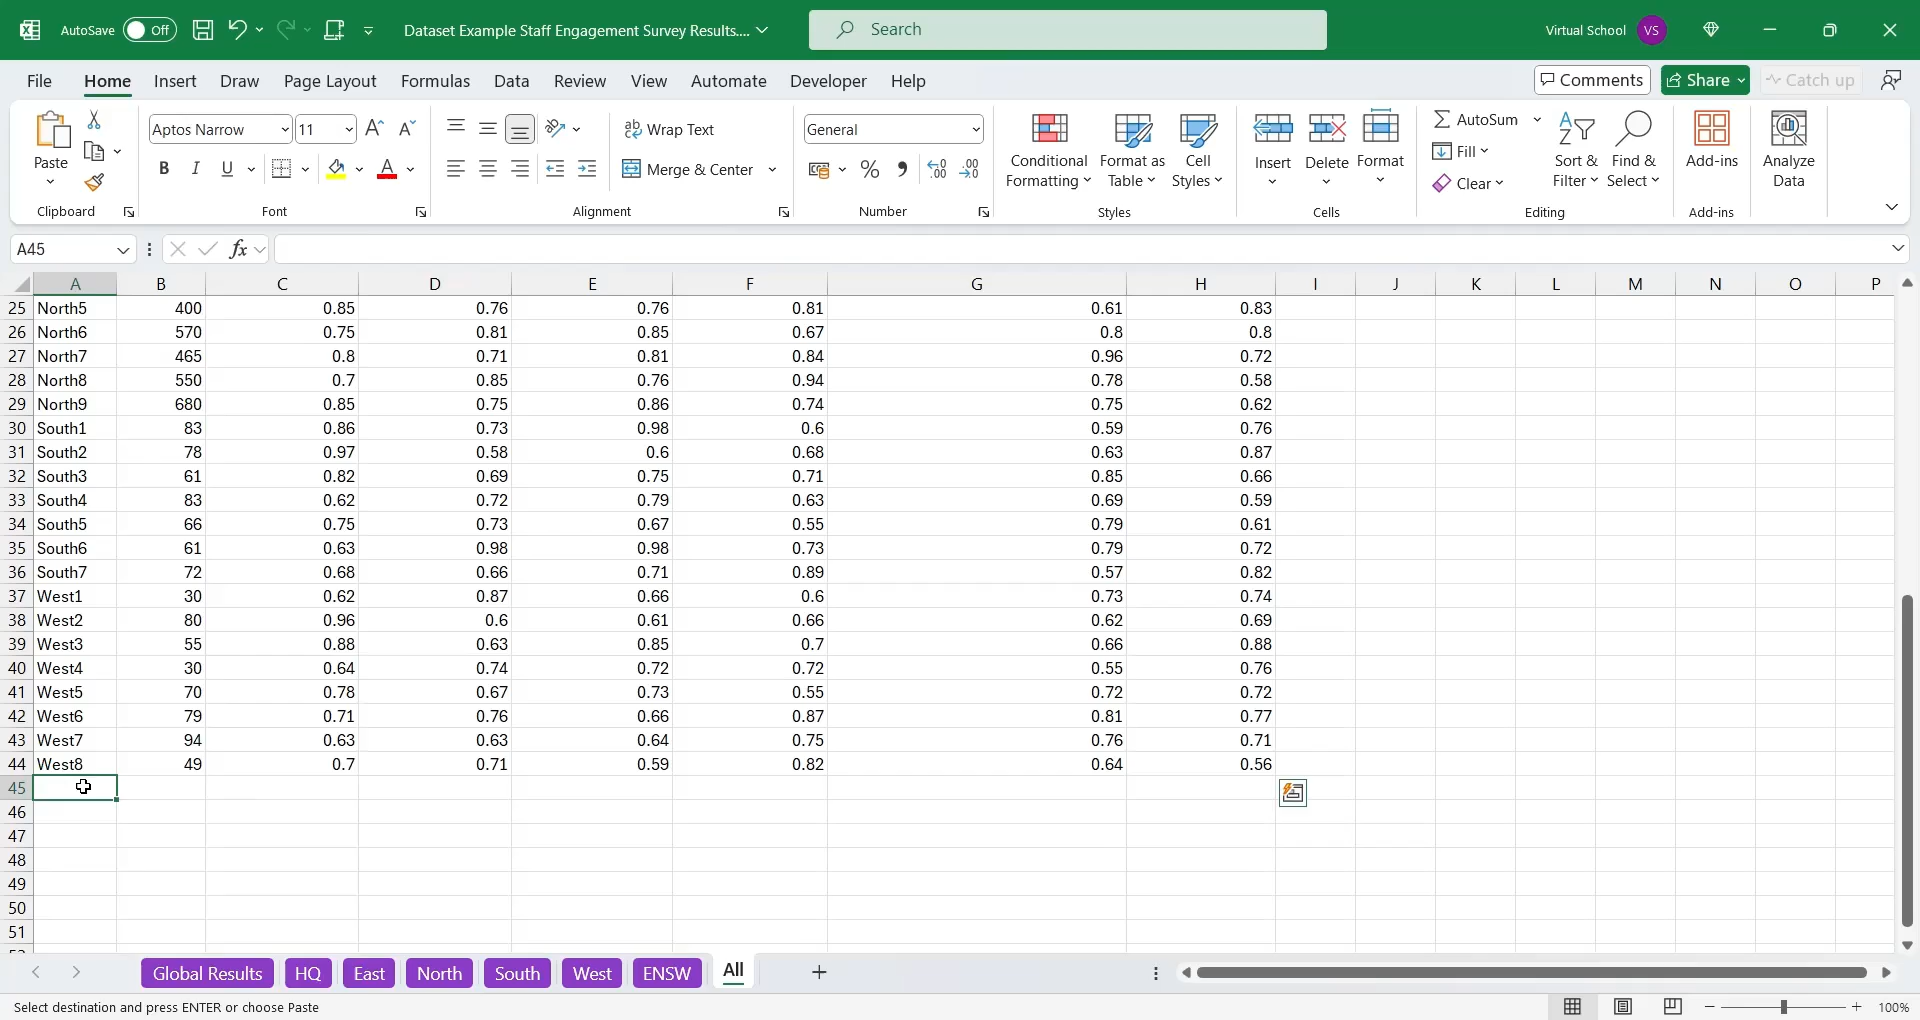 AutoSave Off Dataset Example Staff Engagement Survey Results.... Search Virtual School VS
File Home Insert Draw Page Layout Formulas Data Review View Automate Developer Help Comments Share Catch up
Paste
Clipboard
Aptos Narrow 11
B I U A
Font
ab Wrap Text
Merge & Center
Alignment
General
% 9 .00
Number
Conditional Formatting
Format as Table
Cell Styles
Styles
Insert
Delete
Format
Cells
AutoSum
Fill
Clear
Sort & Filter
Find & Select
Editing
Add-ins
Add-ins
Analyze Data
A45 fx
A B C D E F G H I J K L M N O P
25 North5 400 0.85 0.76 0.76 0.81 0.61 0.83
26 North6 570 0.75 0.81 0.85 0.67 0.8 0.8
27 North7 465 0.8 0.71 0.81 0.84 0.96 0.72
28 North8 550 0.7 0.85 0.76 0.94 0.78 0.58
29 North9 680 0.85 0.75 0.86 0.74 0.75 0.62
30 South1 83 0.86 0.73 0.98 0.6 0.59 0.76
31 South2 78 0.97 0.58 0.6 0.68 0.63 0.87
32 South3 61 0.82 0.69 0.75 0.71 0.85 0.66
33 South4 83 0.62 0.72 0.79 0.63 0.69 0.59
34 South5 66 0.75 0.73 0.67 0.55 0.79 0.61
35 South6 61 0.63 0.98 0.98 0.73 0.79 0.72
36 South7 72 0.68 0.66 0.71 0.89 0.57 0.82
37 West1 30 0.62 0.87 0.66 0.6 0.73 0.74
38 West2 80 0.96 0.6 0.61 0.66 0.62 0.69
39 West3 55 0.88 0.63 0.85 0.7 0.66 0.88
40 West4 30 0.64 0.74 0.72 0.72 0.55 0.76
41 West5 70 0.78 0.67 0.73 0.55 0.72 0.72
42 West6 79 0.71 0.76 0.66 0.87 0.81 0.77
43 West7 94 0.63 0.63 0.64 0.75 0.76 0.71
44 West8 49 0.7 0.71 0.59 0.82 0.64 0.56
45
46
47
48
49
50
51
Global Results HQ East North South West ENSW All
Select destination and press ENTER or choose Paste 100%